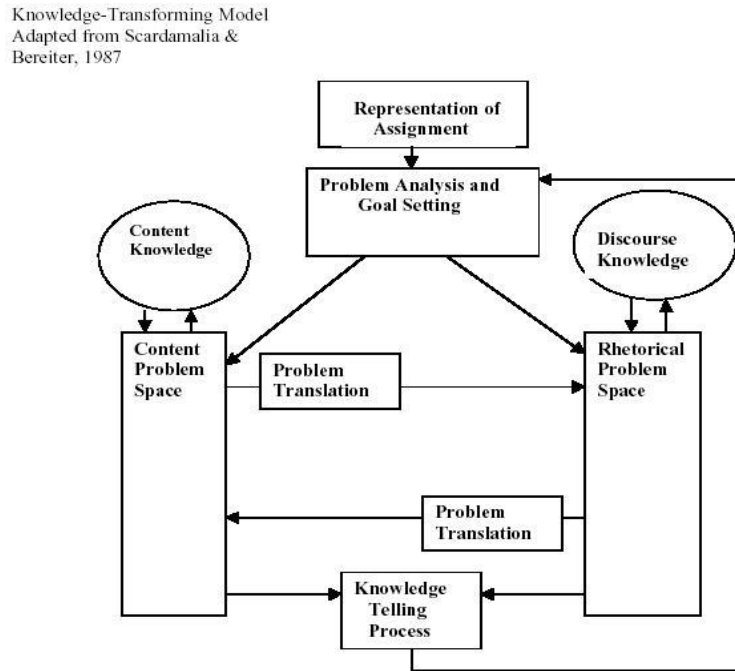 Knowledge-Transforming Model
Adapted from Scardamalia &
Bereiter, 1987
Representation of
Assignment
Problem Analysis and
Goal Setting
Content
Knowledge
Discourse
Knowledge
Content
Problem
Space
Problem
Translation
Rhetorical
Problem
Space
Problem
Translation
Knowledge
Telling
Process